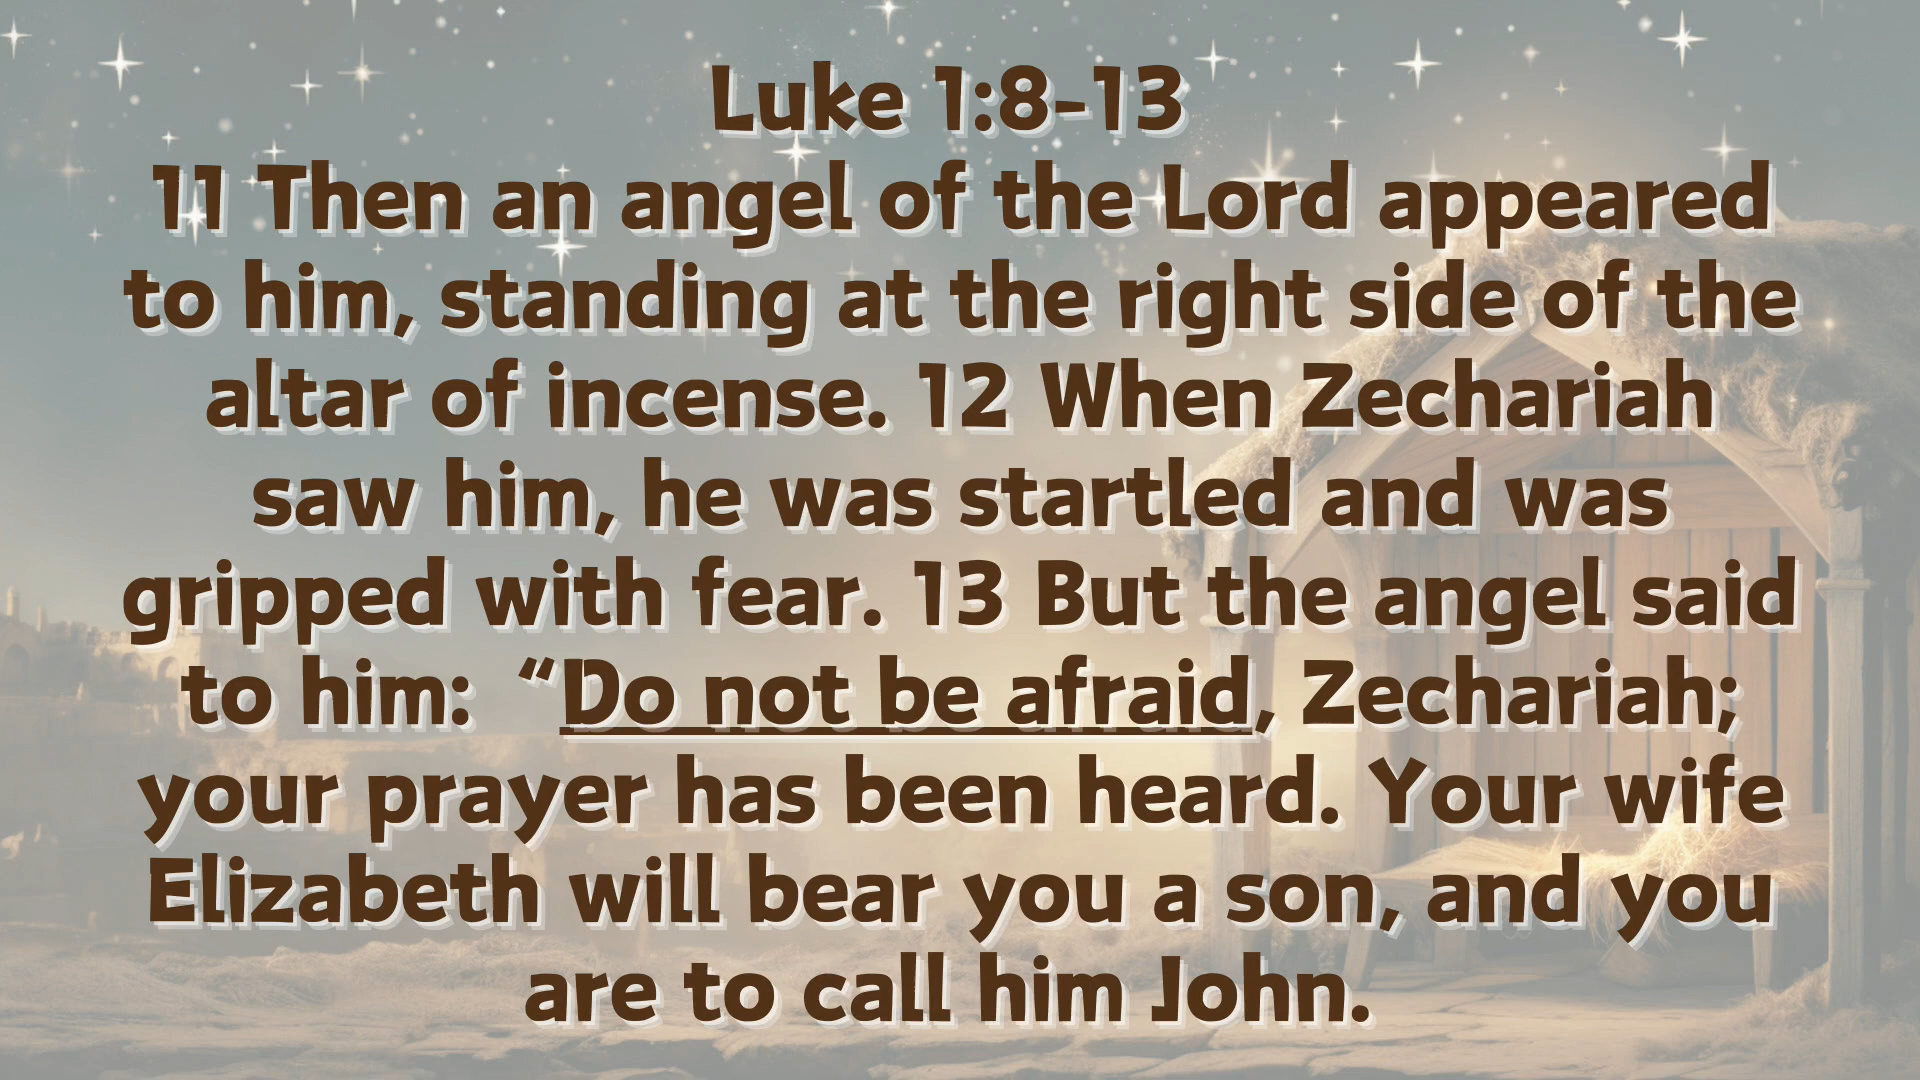 Luke 1:8-13
11 Then an angel of the Lord appeared
to him, standing at the right side of the
altar of incense. 12 When Zechariah
saw him, he was startled and was
gripped with fear. 13 But the angel said
to him:  “Do not be afraid, Zechariah;
your prayer has been heard. Your wife
Elizabeth will bear you a son, and you
are to call him John.